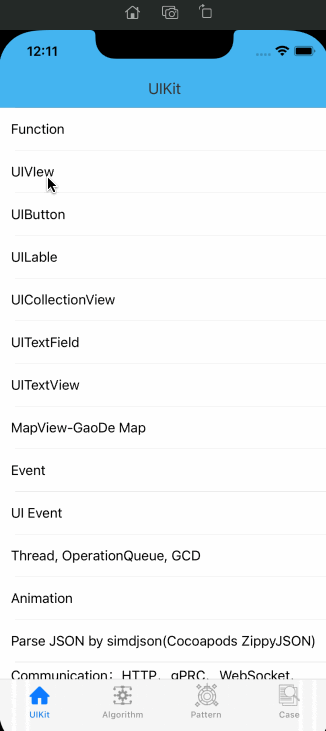 12:11
UIKit
Function
UIVIew
UIButton
UILable
UICollectionView
UITextField
UITextView
MapView-GaoDe Map
Event
UI Event
Thread, OperationQueue, GCD
Animation
Parse JSON by simdjson(Cocoapods ZippyJSON)
Communication：HTTP、gPRC、WebSocket、
UIKit
Algorithm
Pattern
Case